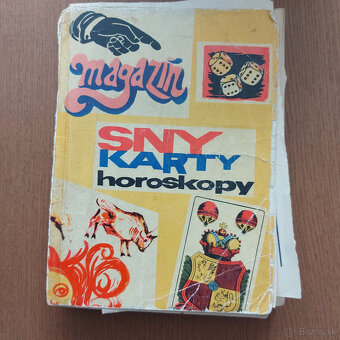 magazín
SNY
KARTY
horoskopy
© Bazos.sk